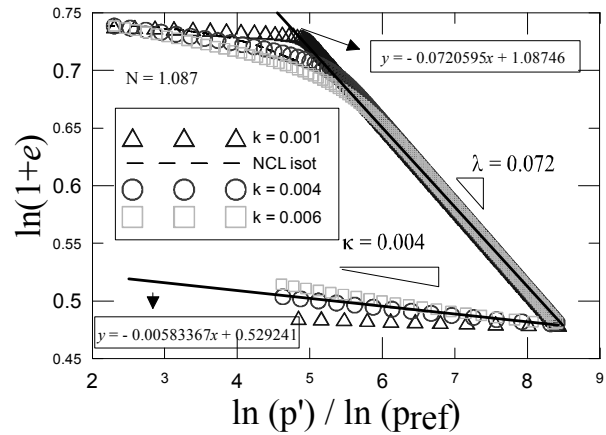 0.75
0.7
0.65
0.6
0.55
0.5
0.45
ln(1+e)
y = - 0.0720595x + 1.08746
N = 1.087
k = 0.001
NCL isot
k = 0.004
k = 0.006
λ = 0.072
κ = 0.004
y = - 0.00583367x + 0.529241
2 3 4 5 6 7 8 9
ln (p') / ln (pref)